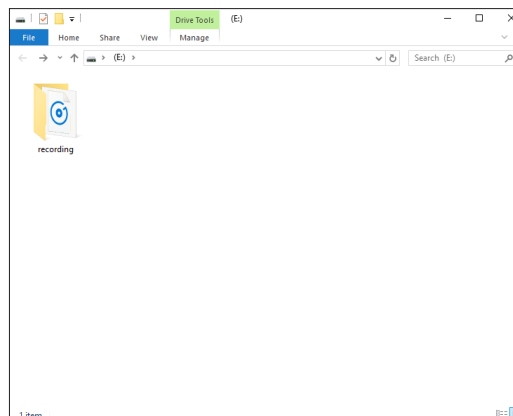 Drive Tools (E:)
File Home Share View Manage
(E:) Search (E:)
recording
1 item